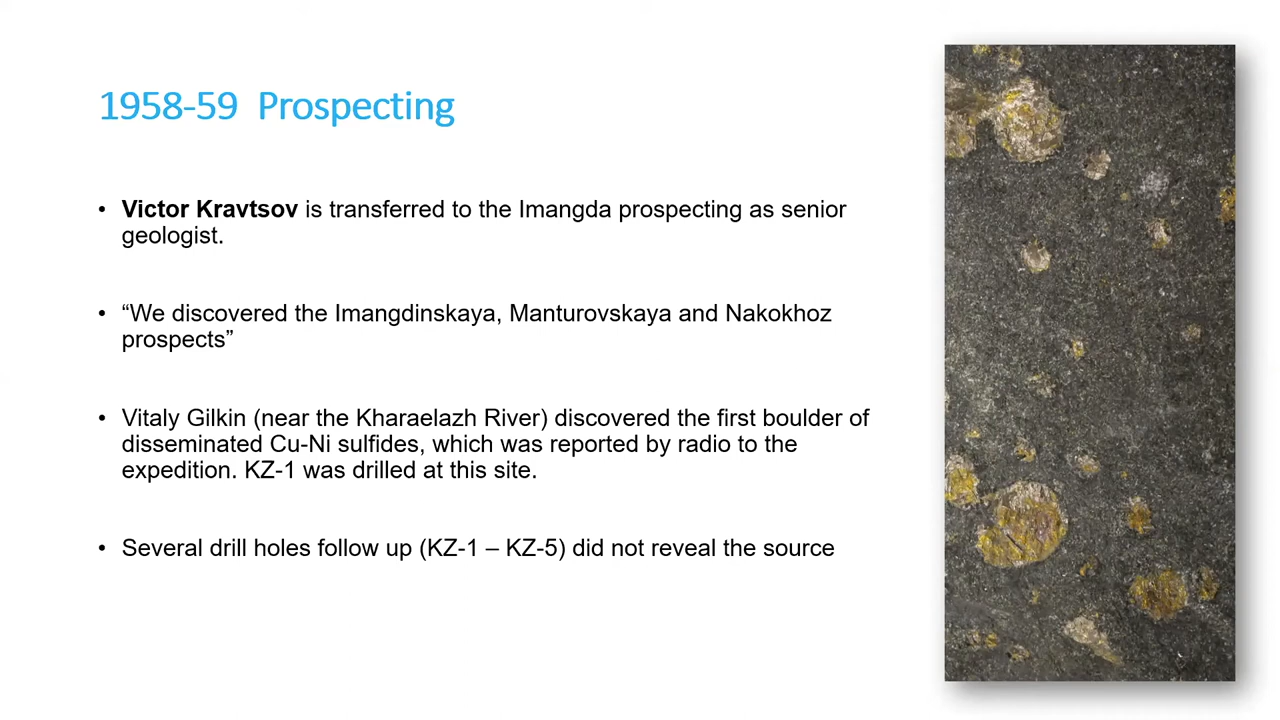 1958-59 Prospecting
• Victor Kravtsov is transferred to the Imangda prospecting as senior
geologist.
• “We discovered the Imangdinskaya, Manturovskaya and Nakokhoz
prospects”
• Vitaly Gilkin (near the Kharaelazh River) discovered the first boulder of
disseminated Cu-Ni sulfides, which was reported by radio to the
expedition. KZ-1 was drilled at this site.
• Several drill holes follow up (KZ-1 – KZ-5) did not reveal the source